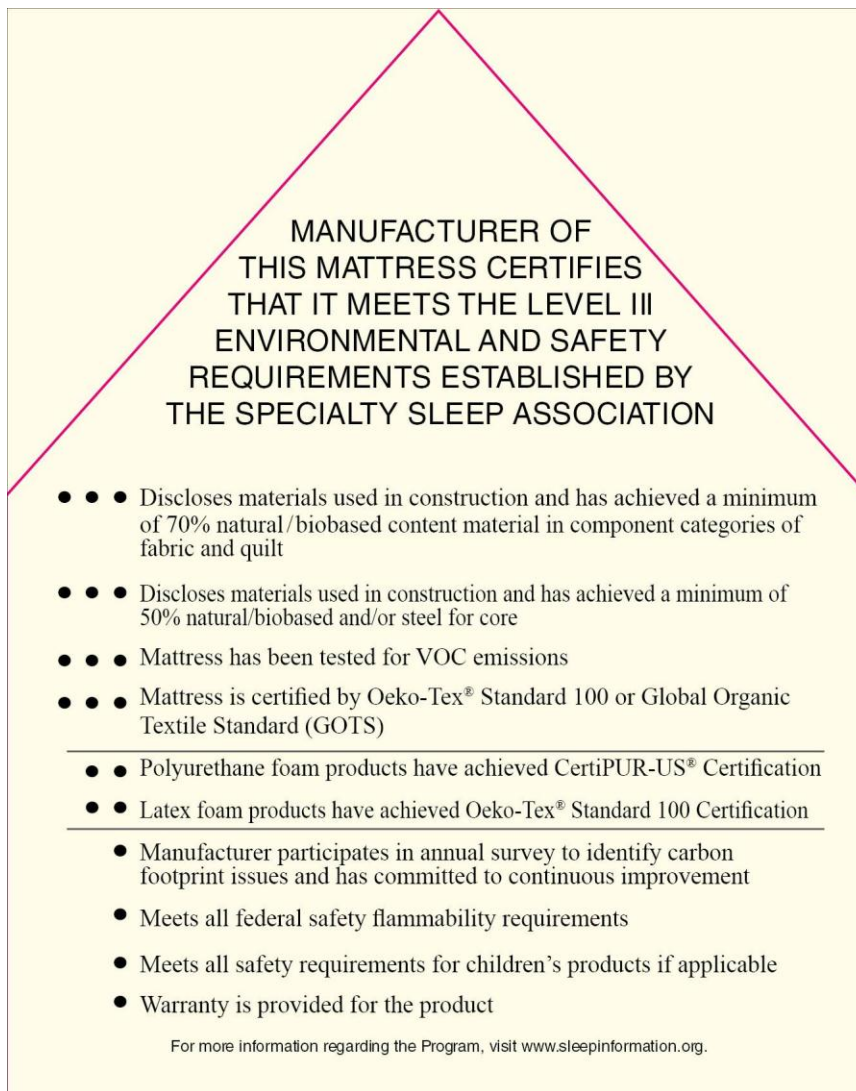 MANUFACTURER OF
THIS MATTRESS CERTIFIES
THAT IT MEETS THE LEVEL III
ENVIRONMENTAL AND SAFETY
REQUIREMENTS ESTABLISHED BY
THE SPECIALTY SLEEP ASSOCIATION
• • • Discloses materials used in construction and has achieved a minimum
of 70% natural/biobased content material in component categories of
fabric and quilt
• • • Discloses materials used in construction and has achieved a minimum of
50% natural/biobased and/or steel for core
• • • Mattress has been tested for VOC emissions
• • • Mattress is certified by Oeko-Tex® Standard 100 or Global Organic
Textile Standard (GOTS)
• • Polyurethane foam products have achieved CertiPUR-US® Certification
• • Latex foam products have achieved Oeko-Tex® Standard 100 Certification
• Manufacturer participates in annual survey to identify carbon
footprint issues and has committed to continuous improvement
• Meets all federal safety flammability requirements
• Meets all safety requirements for children's products if applicable
• Warranty is provided for the product
For more information regarding the Program, visit www.sleepinformation.org.